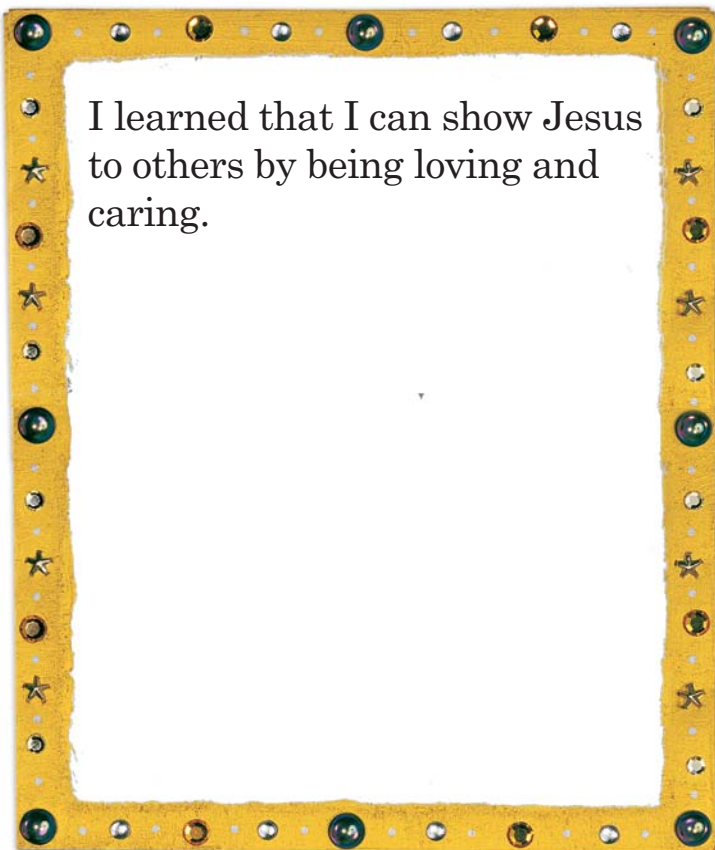 I learned that I can show Jesus
to others by being loving and
caring.